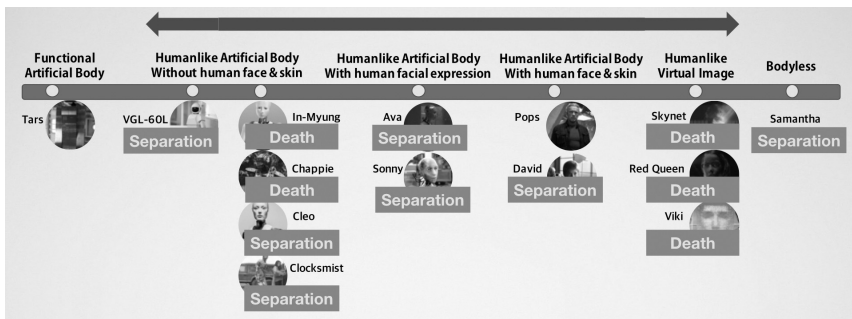 Functional
Artificial Body
Humanlike Artificial Body
Without human face & skin
Humanlike Artificial Body
With human facial expression
Humanlike Artificial Body
With human face & skin
Humanlike
Virtual Image
Bodyless
Tars
VGL-60L
Separation
In-Myung
Death
Chappie
Death
Cleo
Separation
Clocksmist
Separation
Ava
Separation
Sonny
Separation
Pops
David
Separation
Skynet
Death
Red Queen
Death
Viki
Death
Samantha
Separation